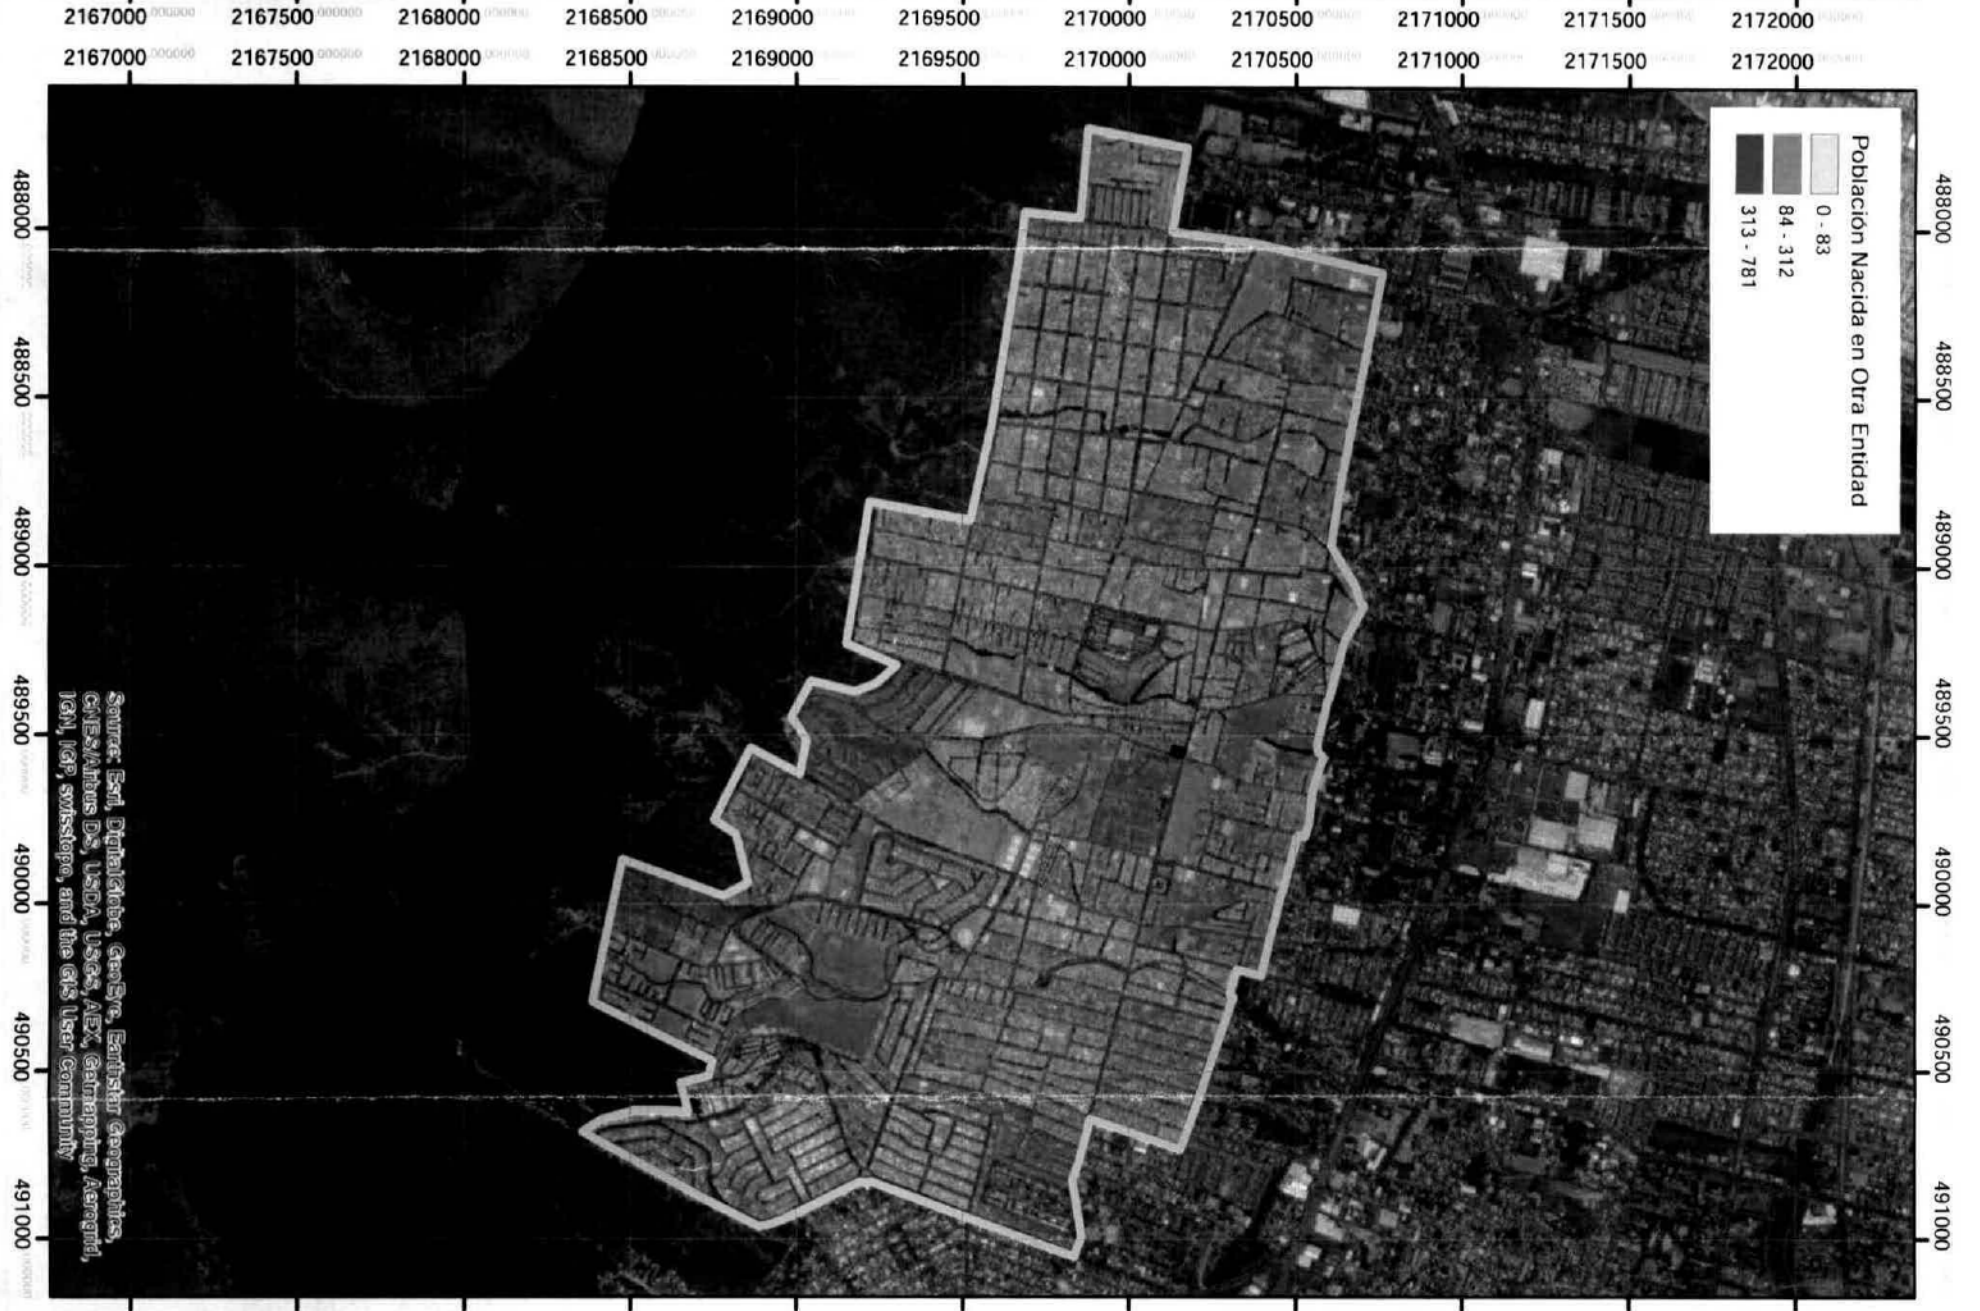 2167000 2167500 2168000 2168500 2169000 2169500 2170000 2170500 2171000 2171500 2172000
2167000 2167500 2168000 2168500 2169000 2169500 2170000 2170500 2171000 2171500 2172000
Población Nacida en Otra Entidad
0 - 83
84 - 312
313 - 781
488000 488500 489000 489500 490000 490500 491000
488000 488500 489000 489500 490000 490500 491000
Source: Esri, DigitalGlobe, GeoEye, Earthstar Geographics,
CNES/Airbus DS, USDA, USGS, AEX, Getmapping, Aerogrid,
IGN, IGP, swisstopo, and the GIS User Community